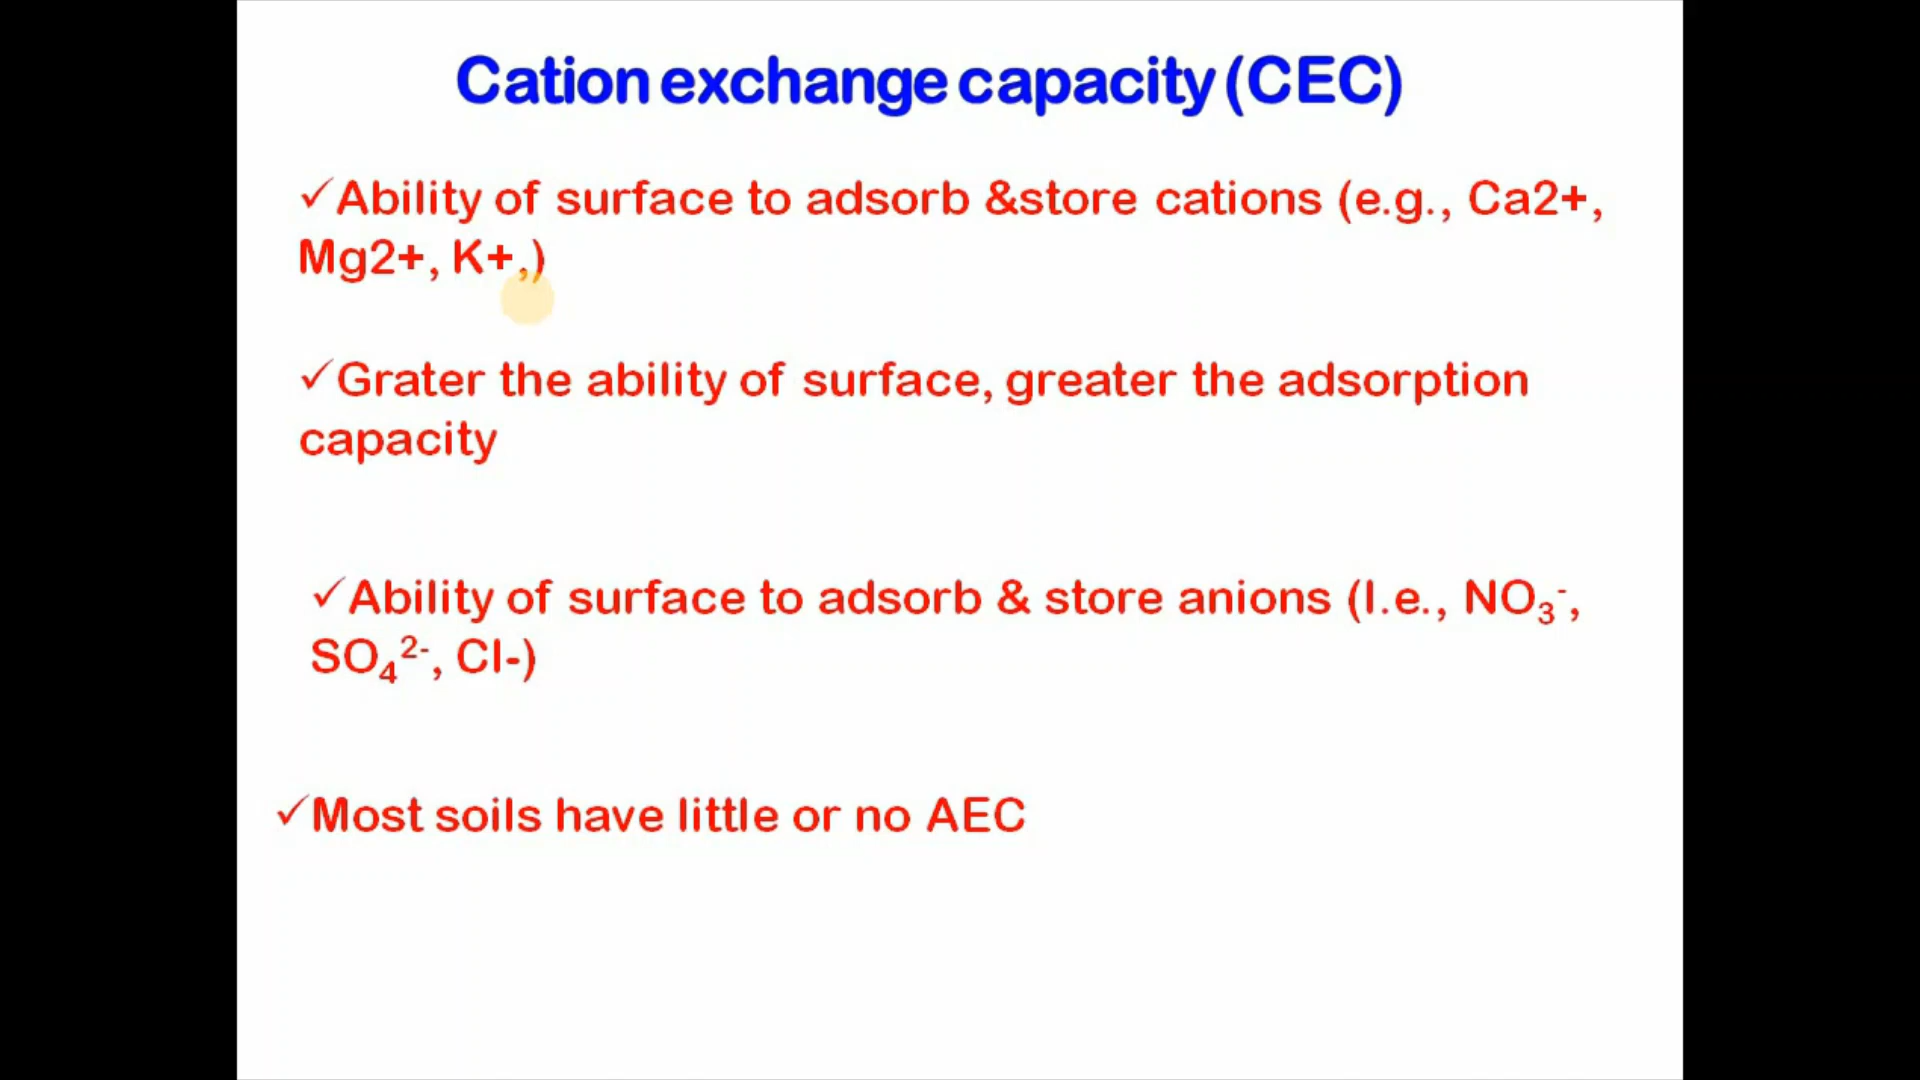 Cation exchange capacity (CEC)
✓Ability of surface to adsorb &store cations (e.g., Ca2+,
Mg2+, K+,)
✓Grater the ability of surface, greater the adsorption
capacity
✓Ability of surface to adsorb & store anions (I.e., NO₃⁻,
SO₄²⁻, Cl-)
✓Most soils have little or no AEC